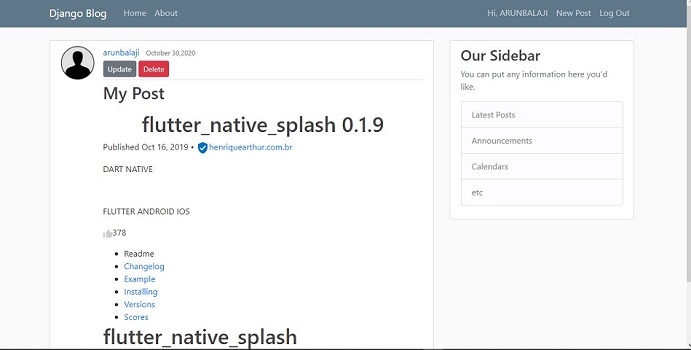 Django Blog Home About Hi, ARUNBALAJI New Post Log Out
arunbalaji October 30,2020
Update Delete
My Post
flutter_native_splash 0.1.9
Published Oct 16, 2019 • henriquearthur.com.br
DART NATIVE
FLUTTER ANDROID IOS
378
Readme
Changelog
Example
Installing
Versions
Scores
flutter_native_splash
Our Sidebar
You can put any information here you'd
like.
Latest Posts
Announcements
Calendars
etc